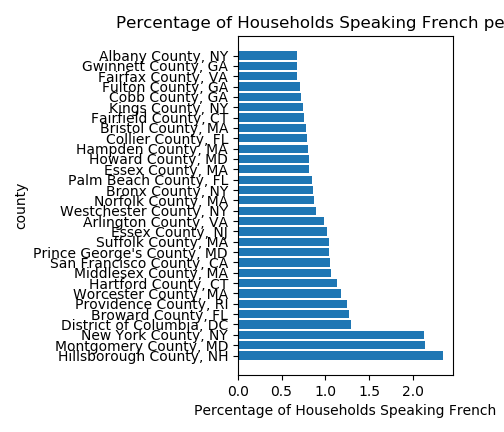 Percentage of Households Speaking French pe
Albany County, NY
Gwinnett County, GA
Fairfax County, VA
Fulton County, GA
Cobb County, GA
Kings County, NY
Fairfield County, CT
Bristol County, MA
Collier County, FL
Hampden County, MA
Howard County, MD
Essex County, MA
Palm Beach County, FL
Bronx County, NY
Norfolk County, MA
Westchester County, NY
Arlington County, VA
Essex County, NJ
Suffolk County, MA
Prince George's County, MD
San Francisco County, CA
Middlesex County, MA
Hartford County, CT
Worcester County, MA
Providence County, RI
Broward County, FL
District of Columbia, DC
New York County, NY
Montgomery County, MD
Hillsborough County, NH
county
0.0 0.5 1.0 1.5 2.0
Percentage of Households Speaking French